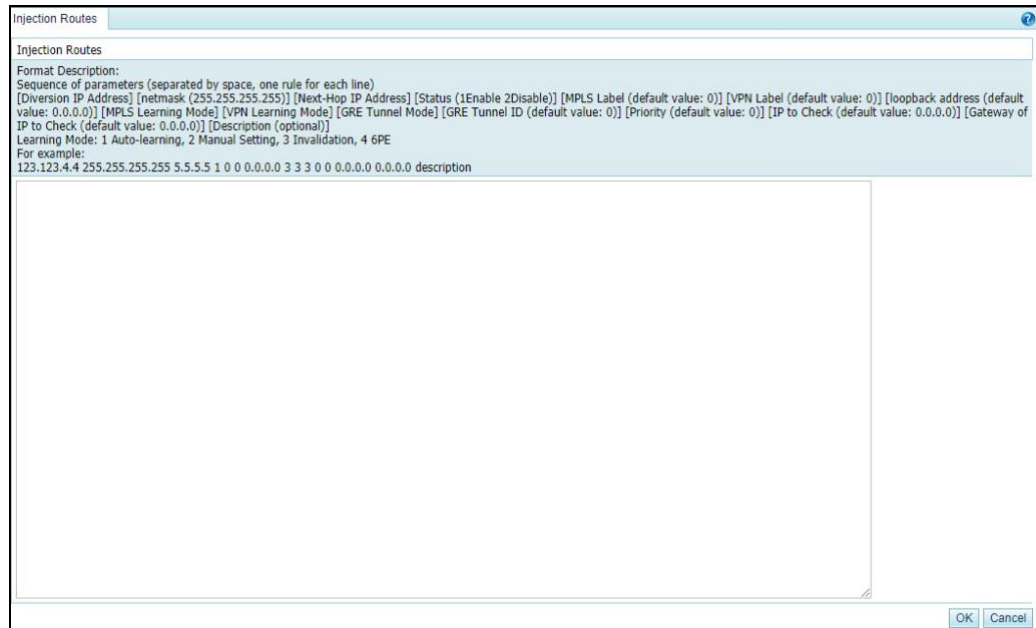 Injection Routes
Injection Routes
Format Description:
Sequence of parameters (separated by space, one rule for each line)
[Diversion IP Address] [netmask (255.255.255.255)] [Next-Hop IP Address] [Status (1Enable 2Disable)] [MPLS Label (default value: 0)] [VPN Label (default value: 0)] [loopback address (default
value: 0.0.0.0)] [MPLS Learning Mode] [VPN Learning Mode] [GRE Tunnel Mode] [GRE Tunnel ID (default value: 0)] [Priority (default value: 0)] [IP to Check (default value: 0.0.0.0)] [Gateway of
IP to Check (default value: 0.0.0.0)] [Description (optional)]
Learning Mode: 1 Auto-learning, 2 Manual Setting, 3 Invalidation, 4 6PE
For example:
123.123.4.4 255.255.255.255 5.5.5.5 1 0 0 0.0.0.0 3 3 3 0 0 0.0.0.0 0.0.0.0 description
OK Cancel